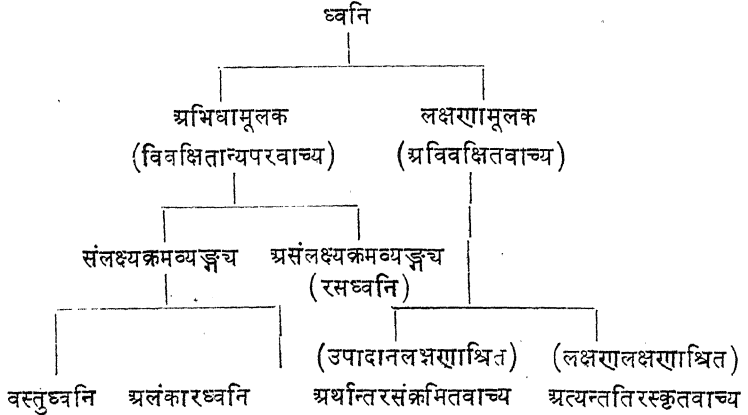 ध्वनि
अभिधामूलक लक्षणामूलक
(विवक्षितान्यपरवाच्य) (अविवक्षितवाच्य)
संलक्ष्यक्रमव्यङ्ग्य असंलक्ष्यक्रमव्यङ्ग्य
(रसध्वनि)
(उपादानलक्षणाश्रित) (लक्षणलक्षणाश्रित)
वस्तुध्वनि अलंकारध्वनि अर्थान्तरसंक्रमितवाच्य अत्यन्ततिरस्कृतवाच्य